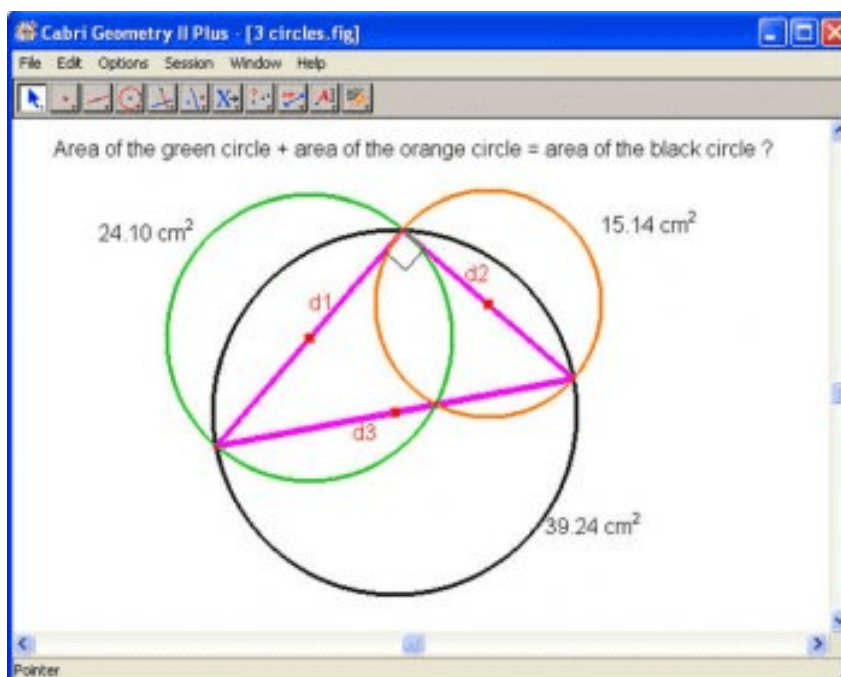 Cabri Geometry II Plus - [3 circles.fig]
File Edit Options Session Window Help
Area of the green circle + area of the orange circle = area of the black circle ?
24.10 cm²
15.14 cm²
d1
d2
d3
39.24 cm²
Pointer